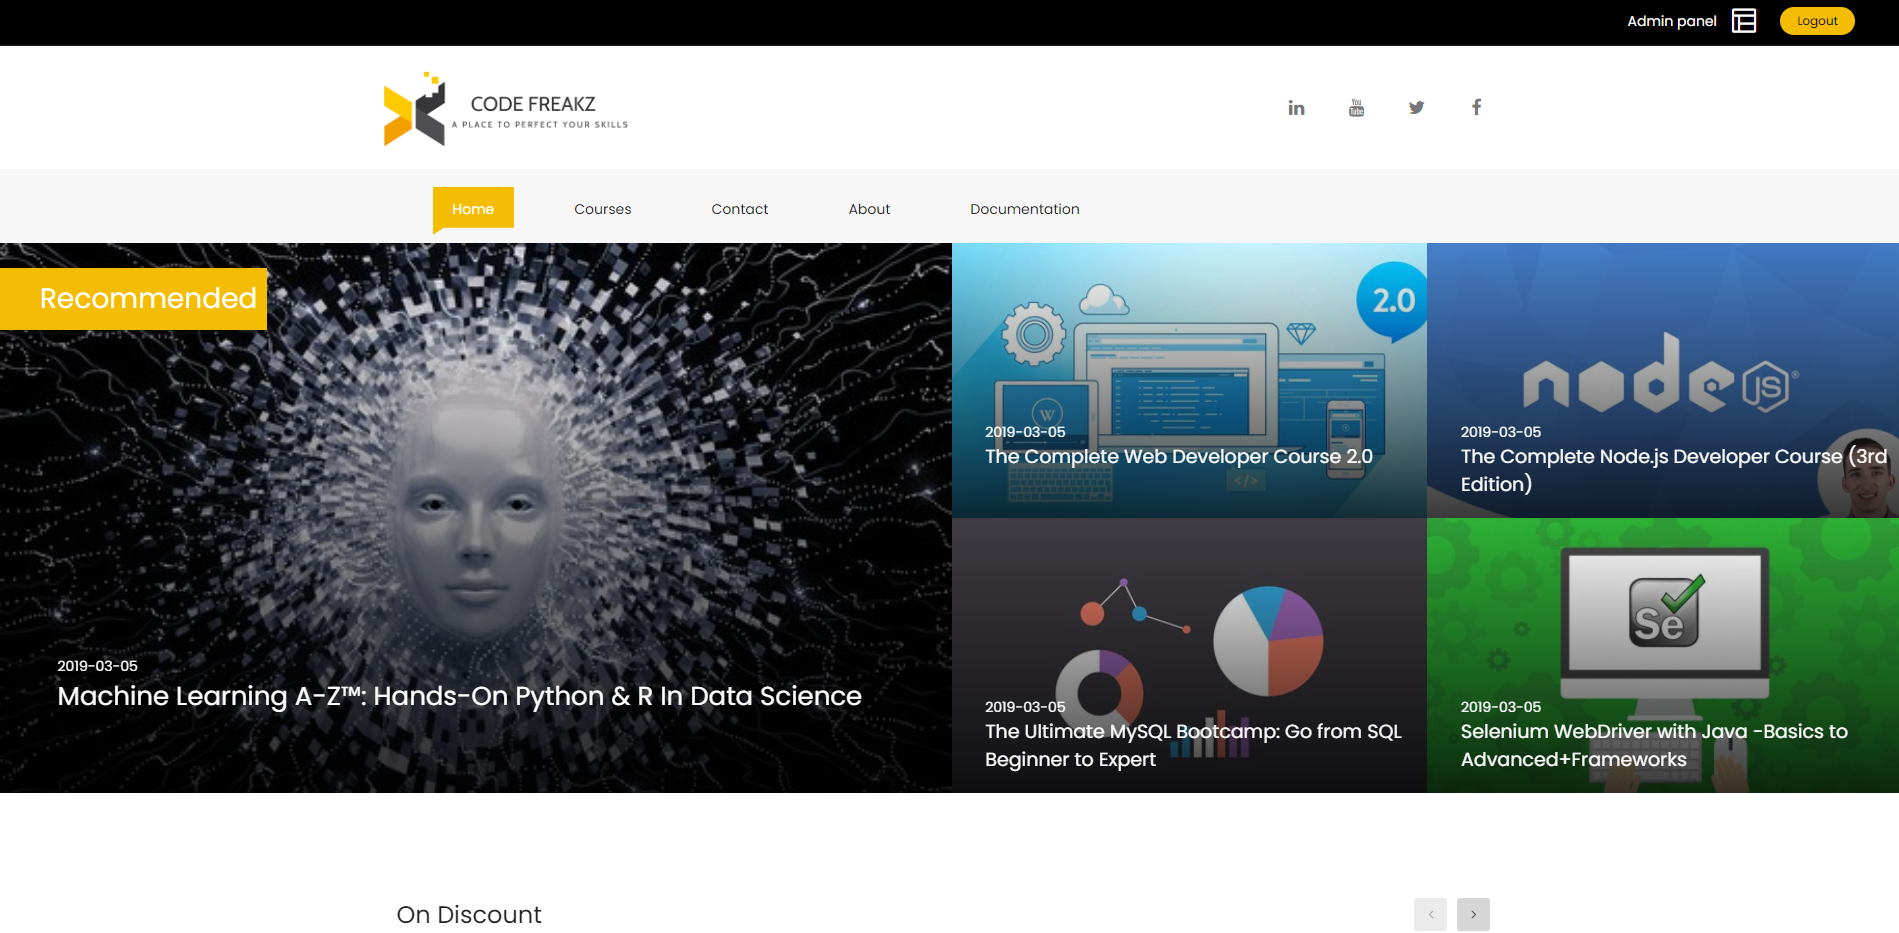 Admin panel
Logout
CODE FREAKZ
A PLACE TO PERFECT YOUR SKILLS
in
You
Tube
f
Home
Courses
Contact
About
Documentation
Recommended
2.0
W
</>
node
JS
®
Se
2019-03-05
Machine Learning A-Z™: Hands-On Python & R In Data Science
2019-03-05
The Complete Web Developer Course 2.0
2019-03-05
The Complete Node.js Developer Course (3rd
Edition)
2019-03-05
The Ultimate MySQL Bootcamp: Go from SQL
Beginner to Expert
2019-03-05
Selenium WebDriver with Java -Basics to
Advanced+Frameworks
On Discount